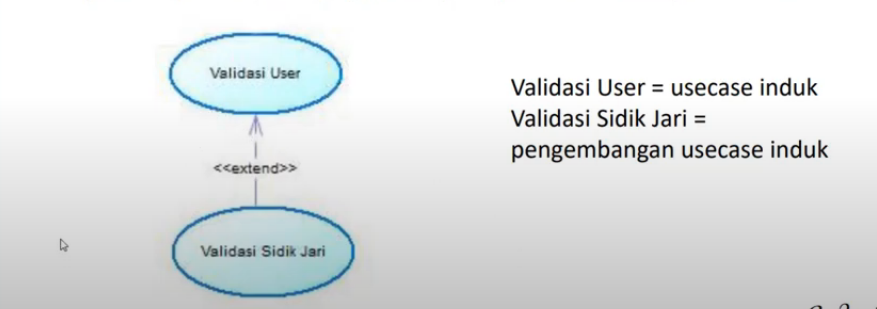 Validasi User
<<extend>>
Validasi Sidik Jari
Validasi User = usecase induk
Validasi Sidik Jari =
pengembangan usecase induk